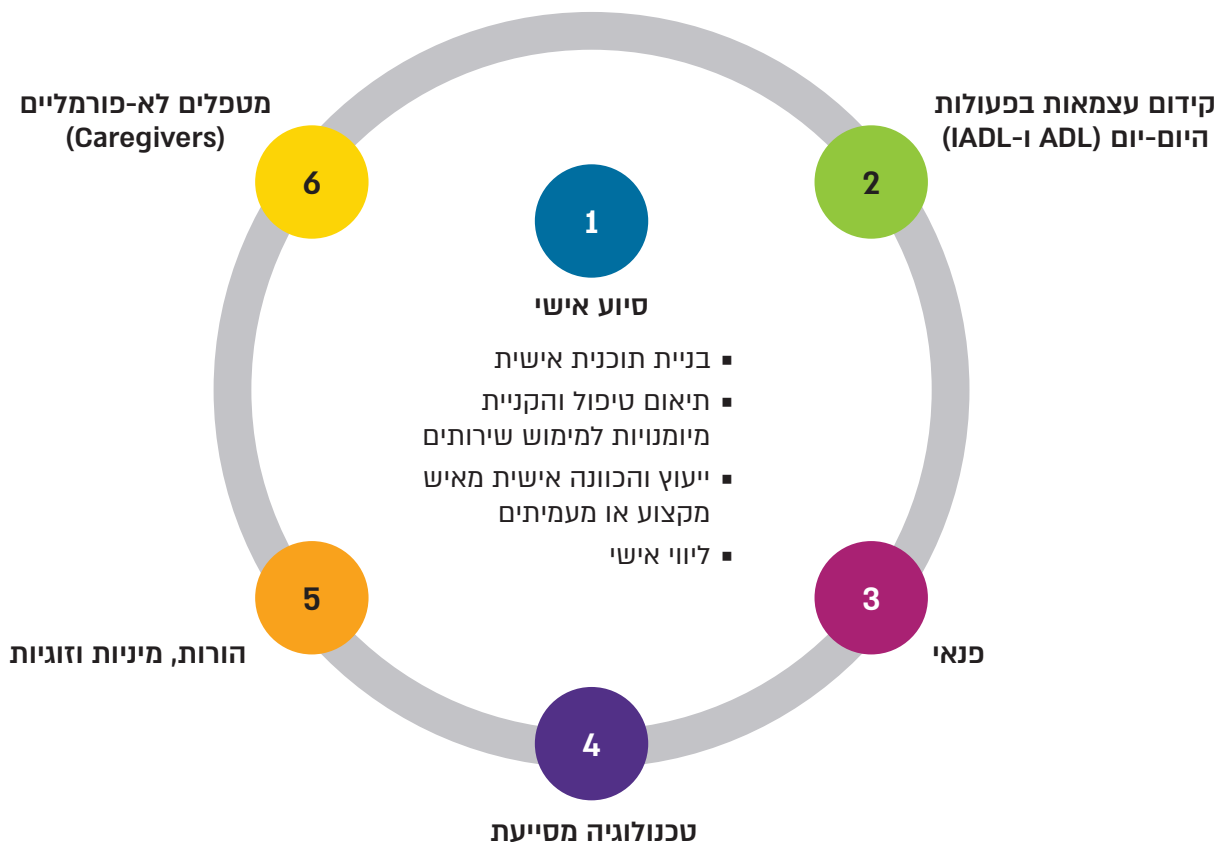 1
סיוע אישי
▪ בניית תוכנית אישית
▪ תיאום טיפול והקניית
מיומנויות למימוש שירותים
▪ ייעוץ והכוונה אישית מאיש
מקצוע או מעמיתים
▪ ליווי אישי
2
קידום עצמאות בפעולות
היום-יום (ADL ו-IADL)
3
פנאי
4
טכנולוגיה מסייעת
5
הורות, מיניות וזוגיות
6
מטפלים לא-פורמליים
(Caregivers)